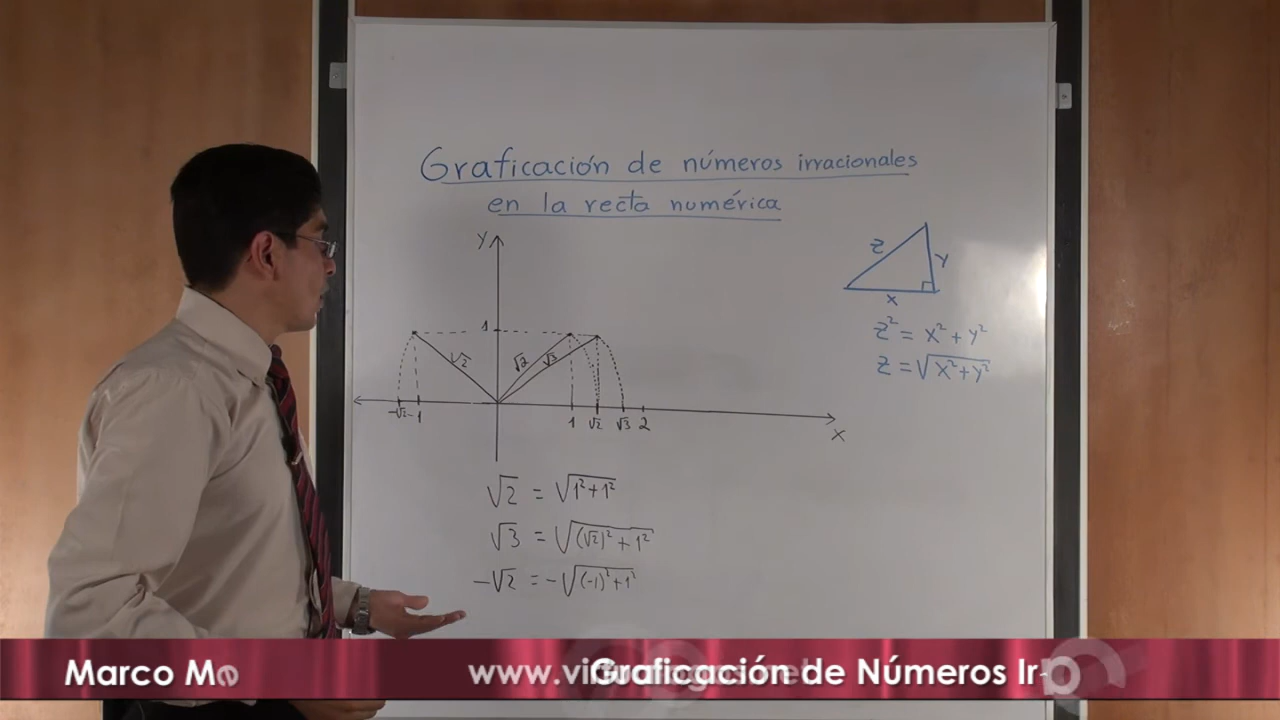 Graficación de números irracionales
en la recta numérica
y
z
y
x
z² = x² + y²
z = √(x² + y²)
1
√2
√2
√3
-√2
-1
1
√2
√3
2
x
√2 = √(1² + 1²)
√3 = √((√2)² + 1²)
-√2 = -√((-1)² + 1²)
Marco
Graficación de Números